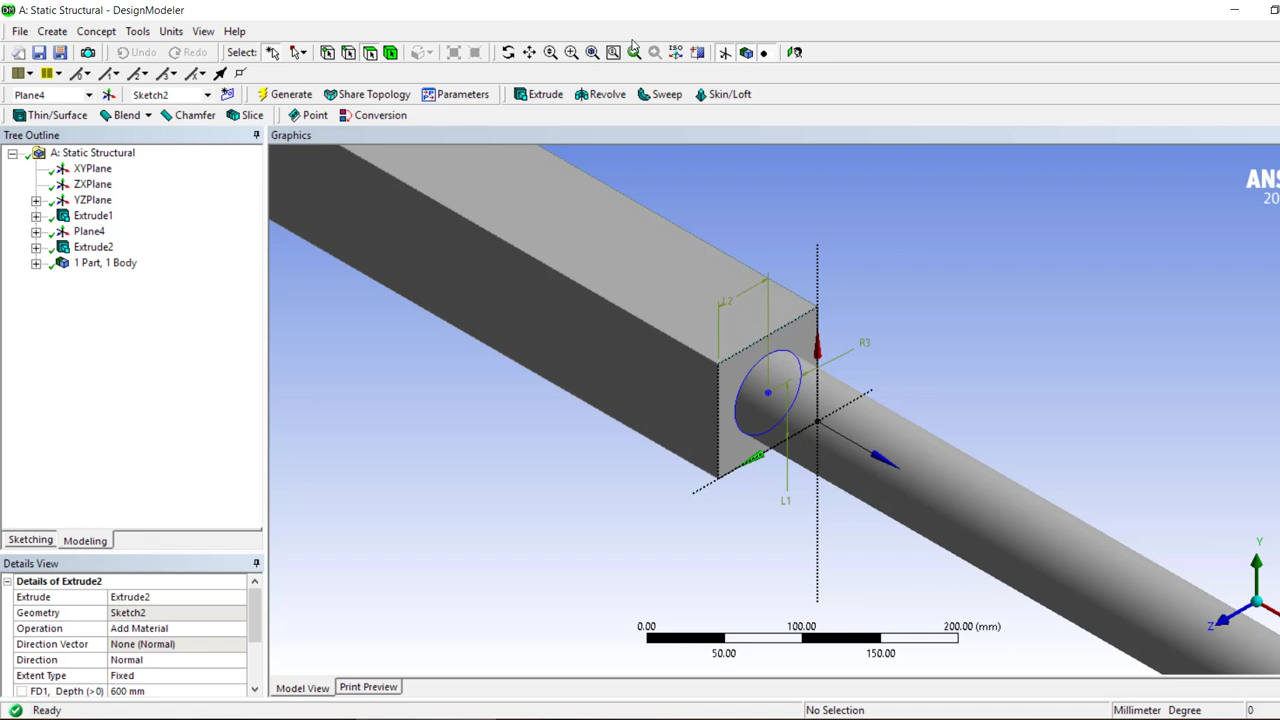 A: Static Structural - DesignModeler
File Create Concept Tools Units View Help
Undo Redo Select: ISO
Plane4 Sketch2 Generate Share Topology Parameters Extrude Revolve Sweep Skin/Loft
Thin/Surface Blend Chamfer Slice Point Conversion
Tree Outline
A: Static Structural
XYPlane
ZXPlane
YZPlane
Extrude1
Plane4
Extrude2
1 Part, 1 Body
Sketching Modeling
Details View
Details of Extrude2
Extrude Extrude2
Geometry Sketch2
Operation Add Material
Direction Vector None (Normal)
Direction Normal
Extent Type Fixed
FD1, Depth (>0) 600 mm
Graphics
ANS
20
L2
R3
L1
Y
Z
0.00 100.00 200.00 (mm)
50.00 150.00
Model View Print Preview
Ready No Selection Millimeter Degree 0